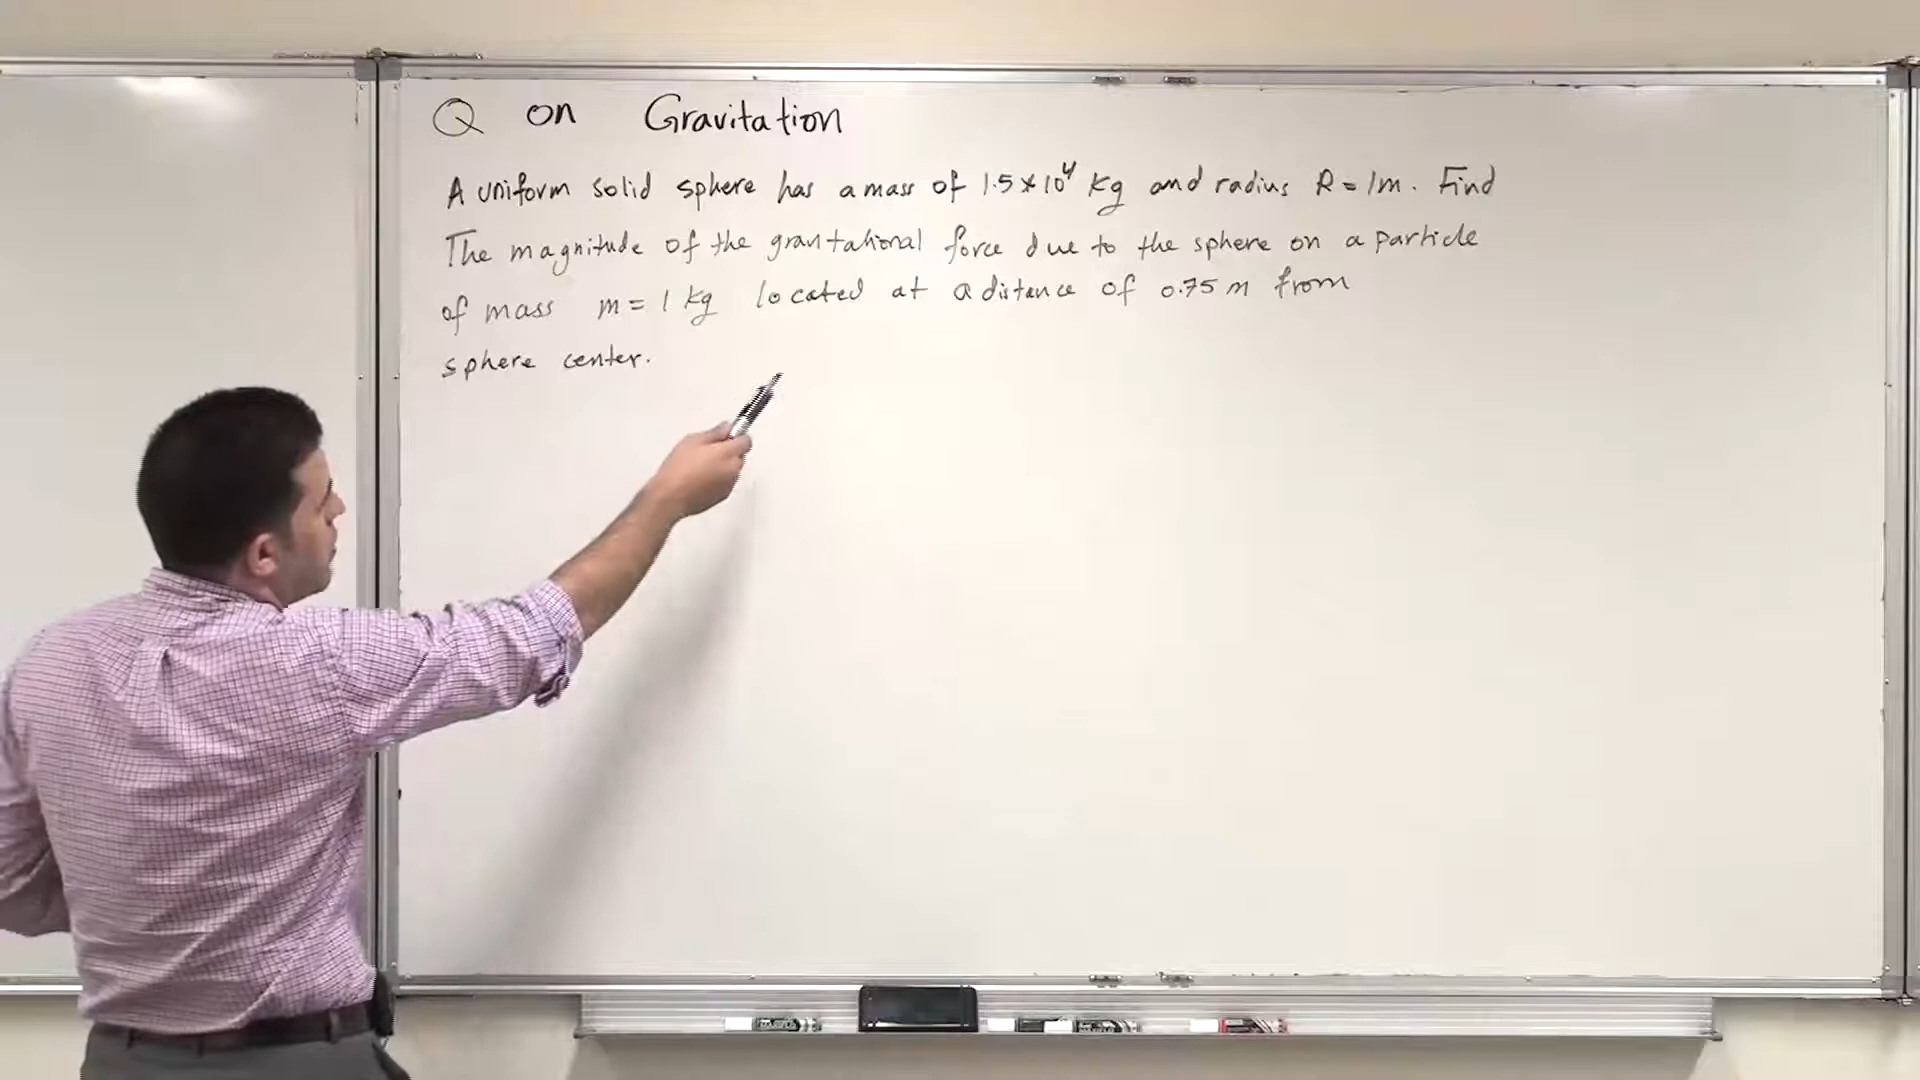 Q on Gravitation
A uniform solid sphere has a mass of 1.5×10⁴ kg and radius R = 1m. Find
The magnitude of the gravtational force due to the sphere on a particle
of mass m = 1 kg located at a distance of 0.75 m from
sphere center.